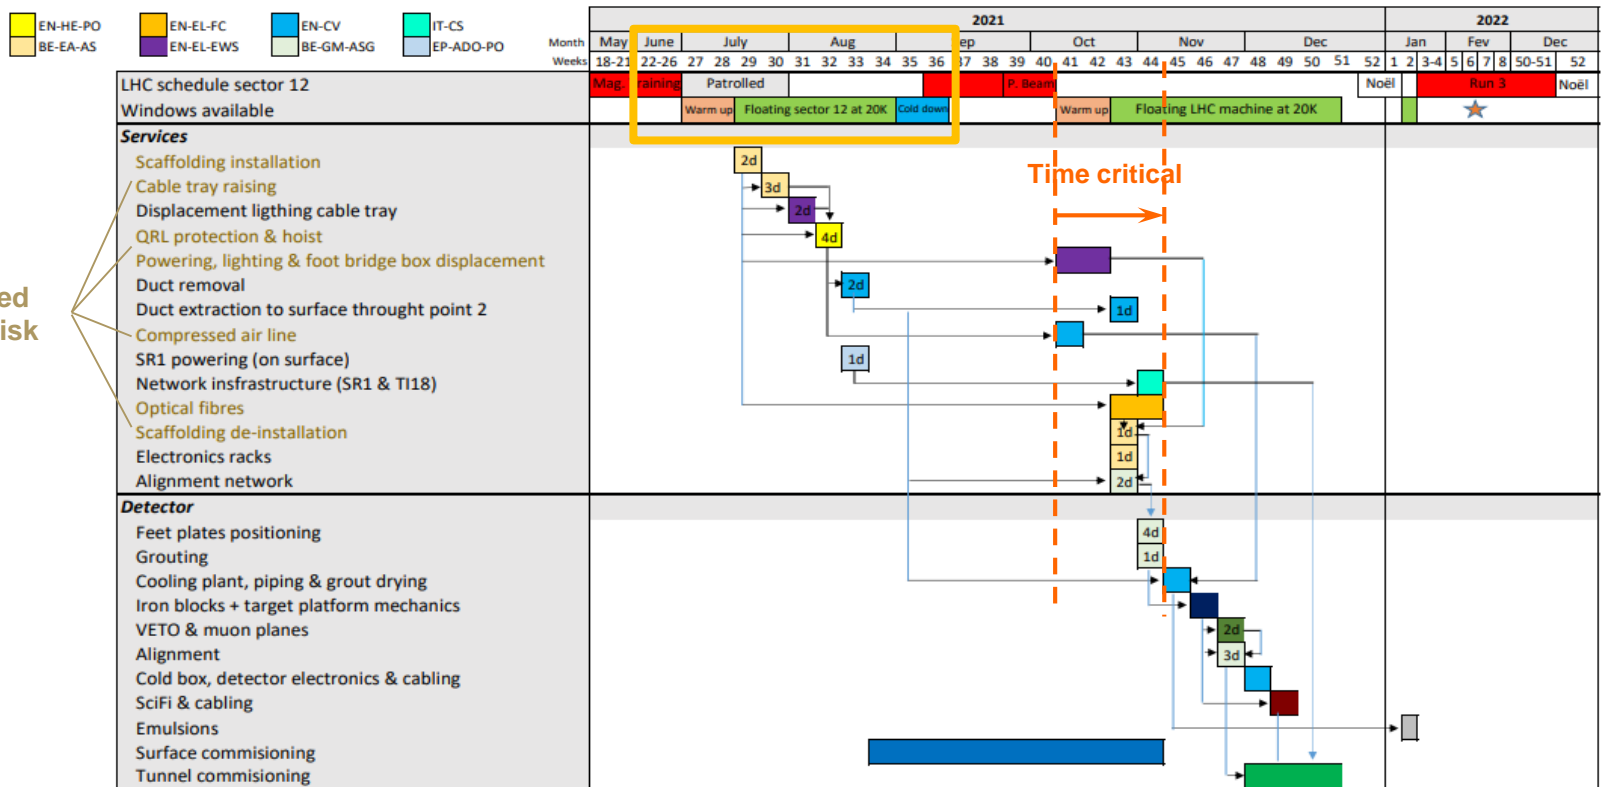 EN-HE-PO EN-EL-FC EN-CV IT-CS
BE-EA-AS EN-EL-EWS BE-GM-ASG EP-ADO-PO
2021 2022
Month May June July Aug ep Oct Nov Dec Jan Fev Dec
Weeks 18-21 22-26 27 28 29 30 31 32 33 34 35 36 37 38 39 40 41 42 43 44 45 46 47 48 49 50 51 52 1 2 3-4 5 6 7 8 50-51 52
LHC schedule sector 12 Mag. raining Patrolled P. Beam Noël Run 3 Noël
Windows available Warm up Floating sector 12 at 20K Cold down Warm up Floating LHC machine at 20K
Services
Scaffolding installation 2d
Time critical
Cable tray raising 3d
Displacement ligthing cable tray 2d
QRL protection & hoist 4d
Powering, lighting & foot bridge box displacement
Duct removal 2d
ed
Duct extraction to surface throught point 2 1d
isk
Compressed air line
SR1 powering (on surface) 1d
Network insfrastructure (SR1 & TI18)
Optical fibres
Scaffolding de-installation 1d
Electronics racks 1d
Alignment network 2d
Detector
Feet plates positioning 4d
Grouting 1d
Cooling plant, piping & grout drying
Iron blocks + target platform mechanics
VETO & muon planes 2d
Alignment 3d
Cold box, detector electronics & cabling
SciFi & cabling
Emulsions
Surface commisioning
Tunnel commisioning